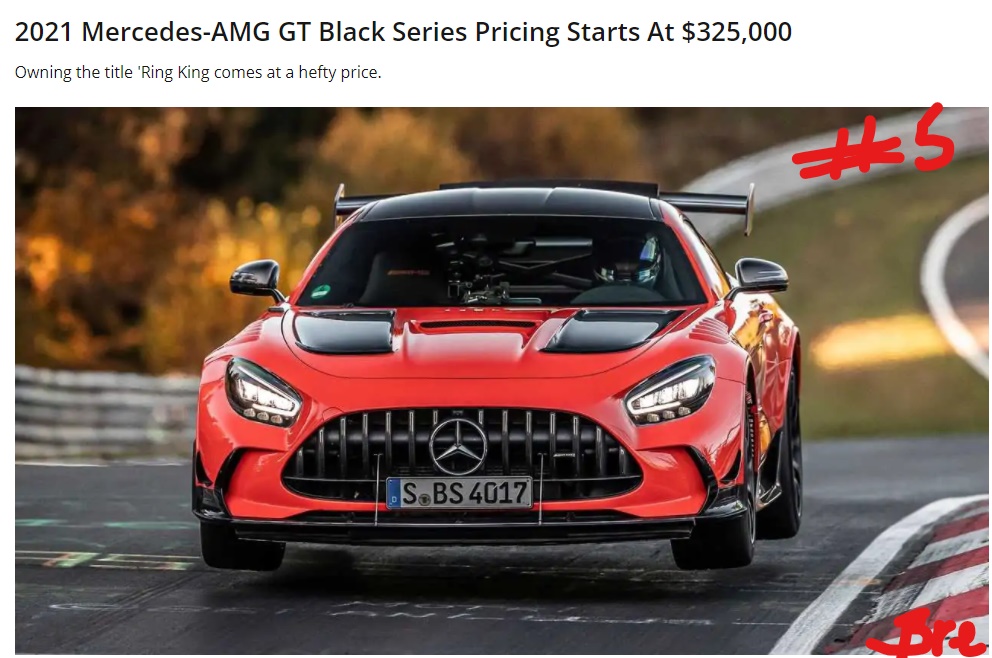 2021 Mercedes-AMG GT Black Series Pricing Starts At $325,000
Owning the title 'Ring King comes at a hefty price.
#5
S BS 4017
D
Bre